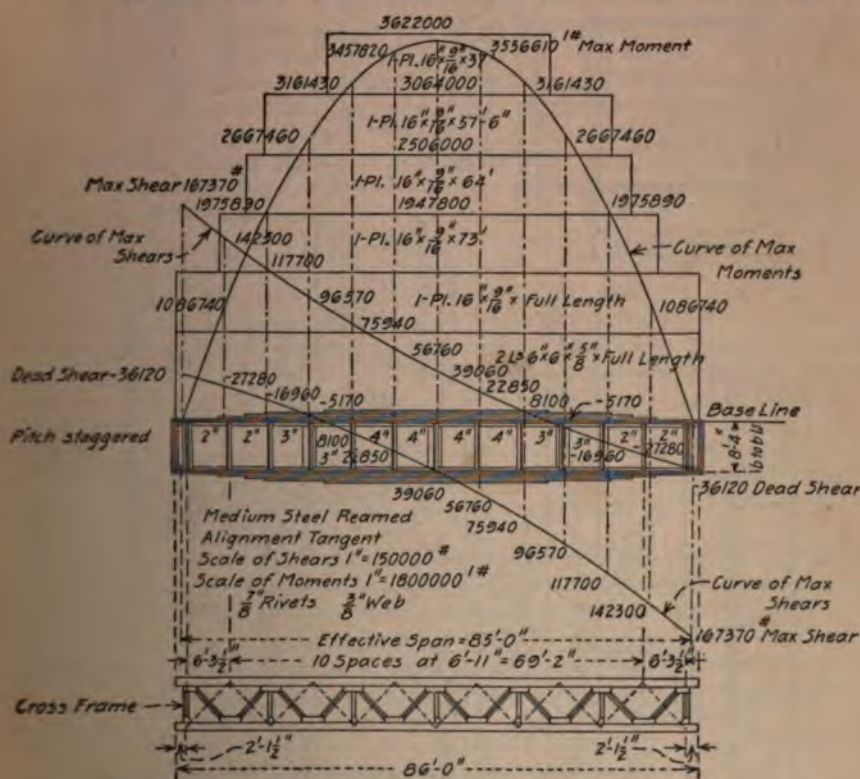 3622000
3457820
3536610 '# Max Moment
1-Pl. 16"×9/16"×37'
3161430
3064000
3161430
1-Pl. 16"×9/16"×57'-6"
2667460
2506000
2667460
1-Pl. 16"×9/16"×64'
Max Shear 167370#
1975890
1947800
1975890
Curve of Max
Shears
142300
117700
1-Pl. 16"×9/16"×73'
Curve of Max
Moments
1086740
96570
75940
1-Pl. 16"×9/16"× Full Length
1086740
56760
39060
22850
2 Ls 6"×6"×5/8"× Full Length
Dead Shear-36120
-27280
-16960
-5170
8100
-5170
Base Line
Pitch staggered
2"
2"
3"
8100
3"
22850
4"
4"
4"
4"
3"
3"
-16960
2"
2"
-27280
8'-4"
b to b Ls
39060
56760
75940
96570
117700
142300
36120 Dead Shear
Medium Steel Reamed
Alignment Tangent
Scale of Shears 1"=150000#
Scale of Moments 1"=1800000'#
7/8" Rivets 3/8" Web
Curve of Max
Shears
167370# Max Shear
Effective Span=85'-0"
6'-3 1/2"
10 Spaces at 6'-11"=69'-2"
6'-3 1/2"
Cross Frame
2'-1 1/2"
2'-1 1/2"
86'-0"